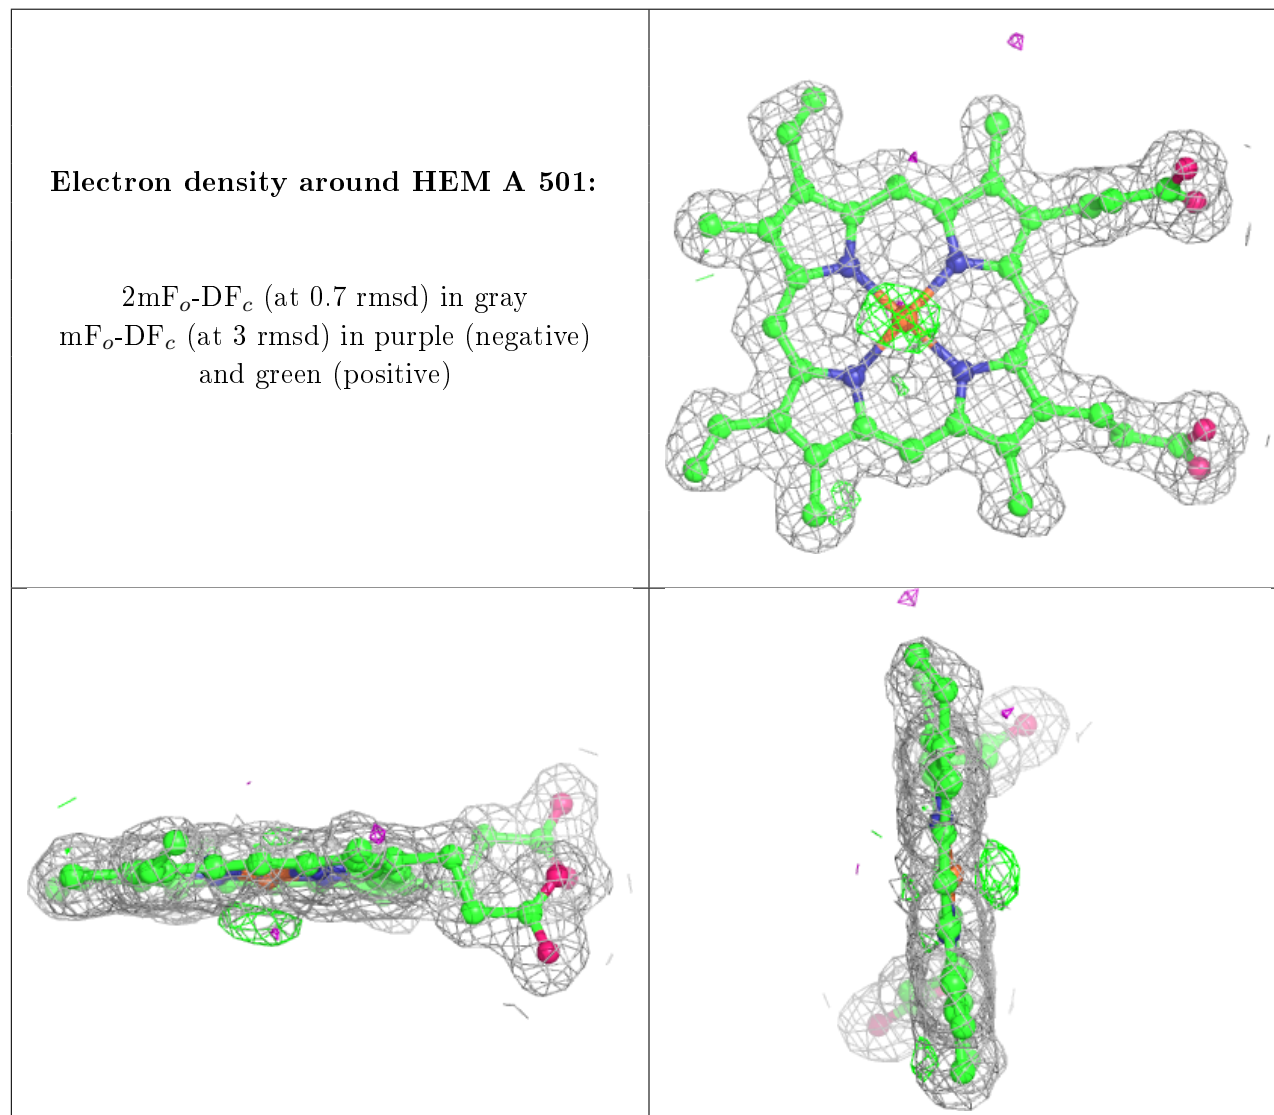 Electron density around HEM A 501:
2mFo-DFc (at 0.7 rmsd) in gray
mFo-DFc (at 3 rmsd) in purple (negative)
and green (positive)